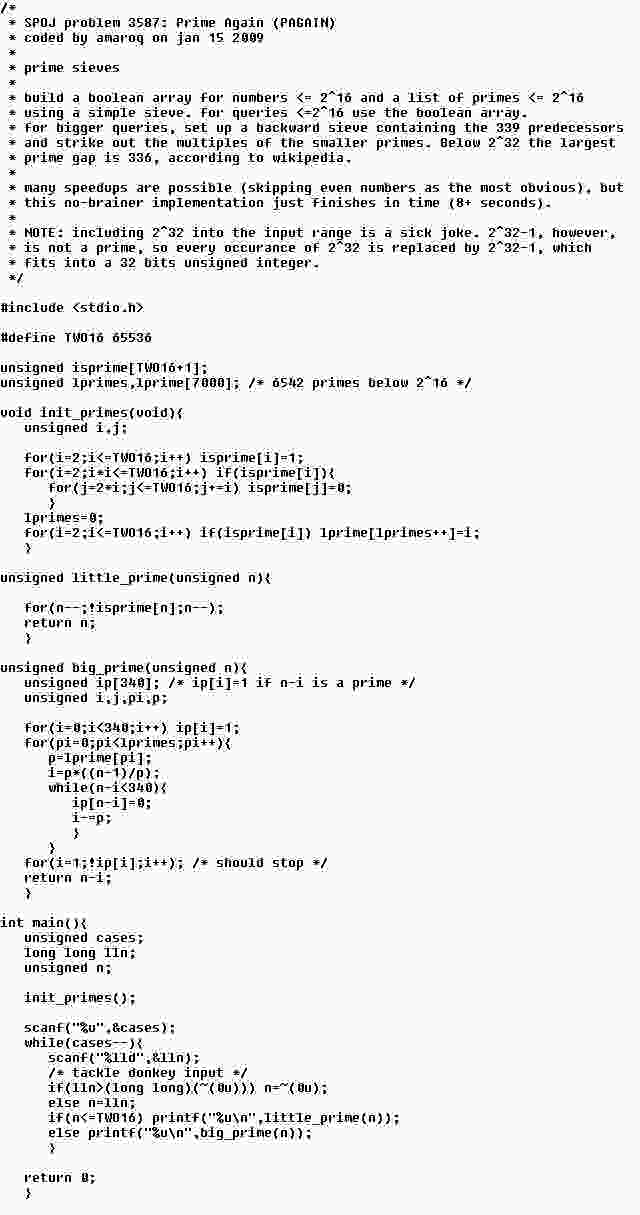 /*
 * SPOJ problem 3587: Prime Again (PAGAIN)
 * coded by amaroq on jan 15 2009
 *
 * prime sieves
 *
 * build a boolean array for numbers <= 2^16 and a list of primes <= 2^16
 * using a simple sieve. For queries <=2^16 use the boolean array.
 * for bigger queries, set up a backward sieve containing the 339 predecessors
 * and strike out the multiples of the smaller primes. Below 2^32 the largest
 * prime gap is 336, according to wikipedia.
 *
 * many speedups are possible (skipping even numbers as the most obvious), but
 * this no-brainer implementation just finishes in time (8+ seconds).
 *
 * NOTE: including 2^32 into the input range is a sick joke. 2^32-1, however,
 * is not a prime, so every occurance of 2^32 is replaced by 2^32-1, which
 * fits into a 32 bits unsigned integer.
 */

#include <stdio.h>

#define TWO16 65536

unsigned isprime[TWO16+1];
unsigned lprimes,lprime[7000]; /* 6542 primes below 2^16 */

void init_primes(void){
   unsigned i,j;

   for(i=2;i<=TWO16;i++) isprime[i]=1;
   for(i=2;i*i<=TWO16;i++) if(isprime[i]){
      for(j=2*i;j<=TWO16;j+=i) isprime[j]=0;
      }
   lprimes=0;
   for(i=2;i<=TWO16;i++) if(isprime[i]) lprime[lprimes++]=i;
   }

unsigned little_prime(unsigned n){

   for(n--;!isprime[n];n--);
   return n;
   }

unsigned big_prime(unsigned n){
   unsigned ip[340]; /* ip[i]=1 if n-i is a prime */
   unsigned i,j,pi,p;

   for(i=0;i<340;i++) ip[i]=1;
   for(pi=0;pi<lprimes;pi++){
      p=lprime[pi];
      i=p*((n-1)/p);
      while(n-i<340){
         ip[n-i]=0;
         i-=p;
         }
      }
   for(i=1;!ip[i];i++); /* should stop */
   return n-i;
   }

int main(){
   unsigned cases;
   long long lln;
   unsigned n;

   init_primes();

   scanf("%u",&cases);
   while(cases--){
      scanf("%lld",&lln);
      /* tackle donkey input */
      if(lln>(long long)(~(0u))) n=~(0u);
      else n=lln;
      if(n<=TWO16) printf("%u\n",little_prime(n));
      else printf("%u\n",big_prime(n));
      }

   return 0;
   }